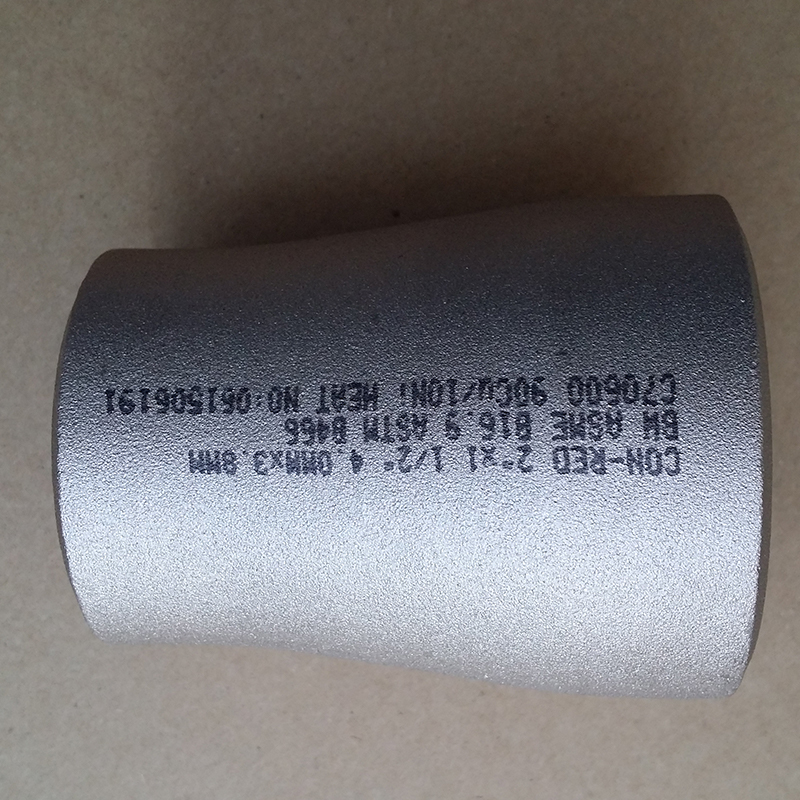 CON-RED 2"x1 1/2" 4.0MMx3.8MM
BW ASME B16.9 ASTM B466
C70600 90Cu/10Ni HEAT NO:061506191